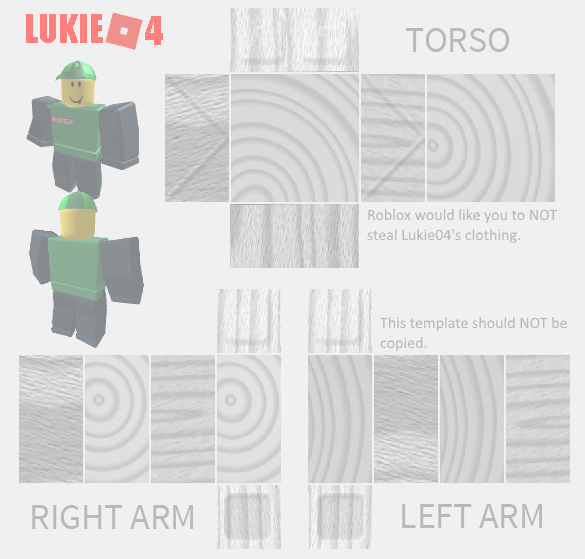 LUKIE 4
TORSO
ROBLOX
Roblox would like you to NOT
steal Lukie04's clothing.
This template should NOT be
copied.
RIGHT ARM
LEFT ARM